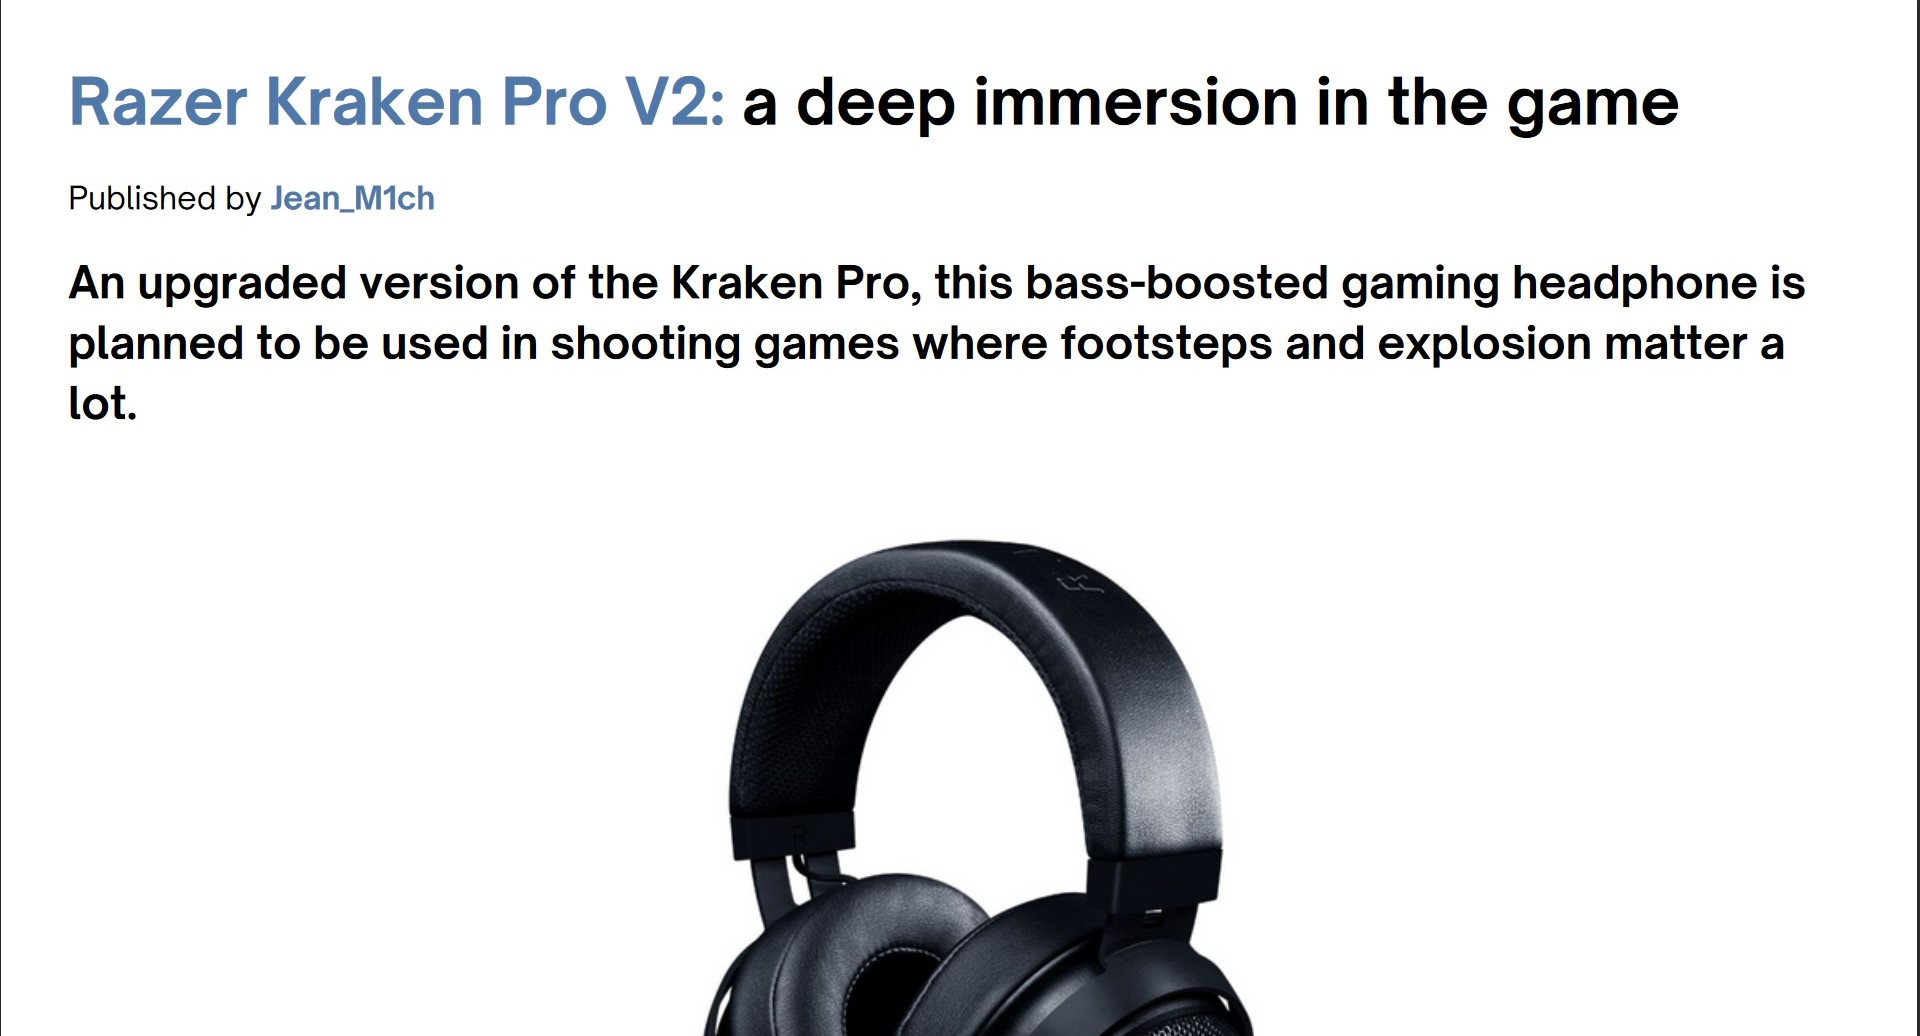 Razer Kraken Pro V2: a deep immersion in the game
Published by Jean_M1ch
An upgraded version of the Kraken Pro, this bass-boosted gaming headphone is
planned to be used in shooting games where footsteps and explosion matter a
lot.
R